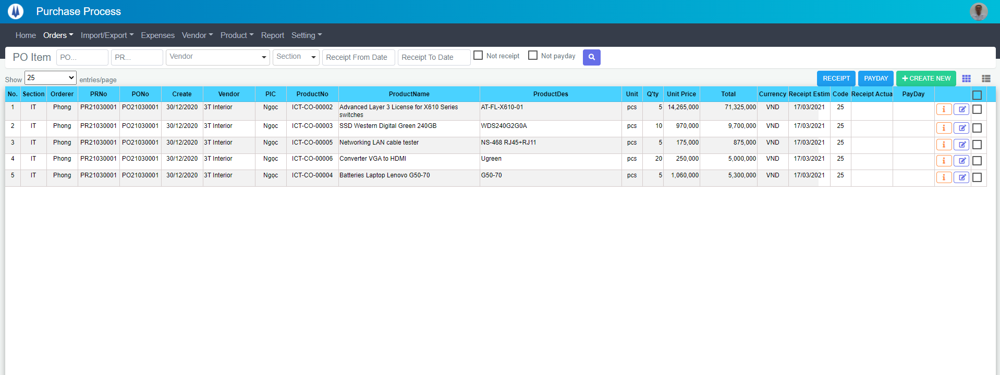 Purchase Process
Home Orders Import/Export Expenses Vendor Product Report Setting
PO Item PO... PR... Vendor Section Receipt From Date Receipt To Date Not receipt Not payday
Show 25 entries/page RECEIPT PAYDAY CREATE NEW
No. Section Orderer PRNo PONo Create Vendor PIC ProductNo ProductName ProductDes Unit Q'ty Unit Price Total Currency Receipt Estim Code Receipt Actua PayDay
1 IT Phong PR21030001 PO21030001 30/12/2020 3T Interior Ngọc ICT-CO-00002 Advanced Layer 3 License for X610 Series AT-FL-X610-01 pcs 5 14,265,000 71,325,000 VND 17/03/2021 25
switches
2 IT Phong PR21030001 PO21030001 30/12/2020 3T Interior Ngọc ICT-CO-00003 SSD Western Digital Green 240GB WDS240G2G0A pcs 10 970,000 9,700,000 VND 17/03/2021 25
3 IT Phong PR21030001 PO21030001 30/12/2020 3T Interior Ngọc ICT-CO-00005 Networking LAN cable tester NS-468 RJ45+RJ11 pcs 5 175,000 875,000 VND 17/03/2021 25
4 IT Phong PR21030001 PO21030001 30/12/2020 3T Interior Ngọc ICT-CO-00006 Converter VGA to HDMI Ugreen pcs 20 250,000 5,000,000 VND 17/03/2021 25
5 IT Phong PR21030001 PO21030001 30/12/2020 3T Interior Ngọc ICT-CO-00004 Batteries Laptop Lenovo G50-70 G50-70 pcs 5 1,060,000 5,300,000 VND 17/03/2021 25